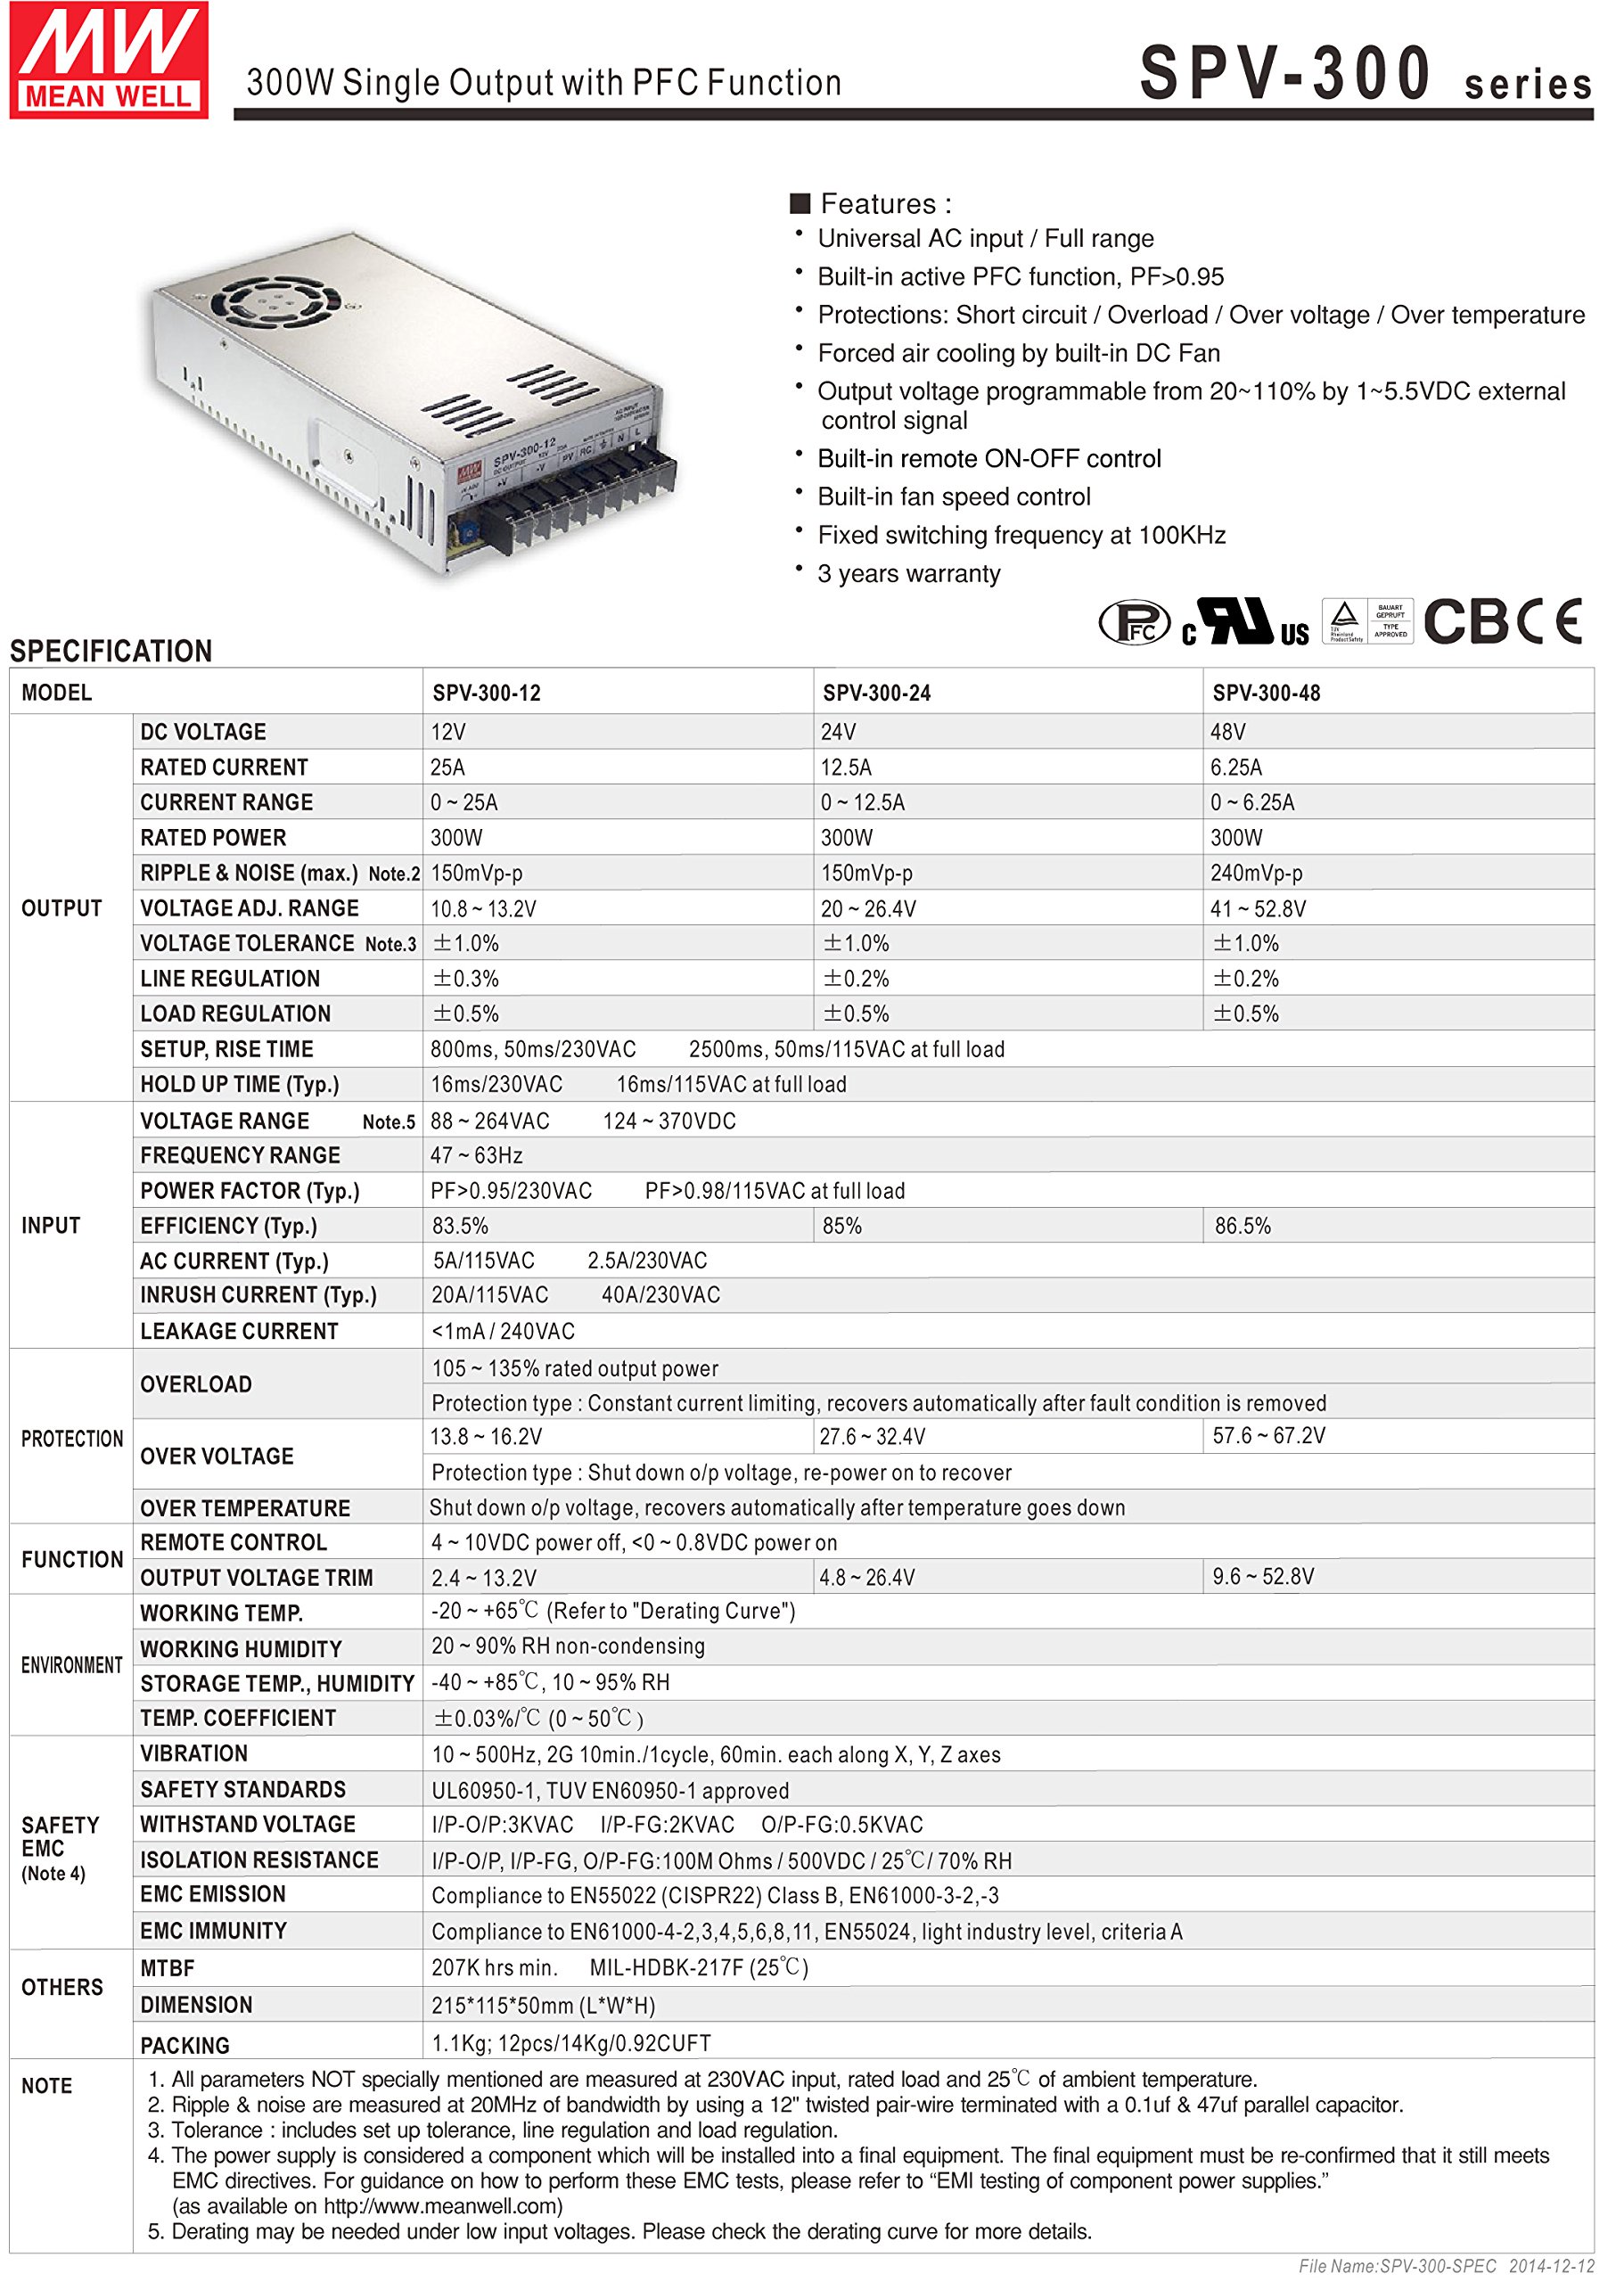 MW
MEAN WELL
300W Single Output with PFC Function
SPV-300 series
■ Features :
· Universal AC input / Full range
· Built-in active PFC function, PF>0.95
· Protections: Short circuit / Overload / Over voltage / Over temperature
· Forced air cooling by built-in DC Fan
· Output voltage programmable from 20~110% by 1~5.5VDC external
control signal
· Built-in remote ON-OFF control
· Built-in fan speed control
· Fixed switching frequency at 100KHz
· 3 years warranty
MW SPV-300-12
DC OUTPUT 12V
+V -V PV RC N L
AC INPUT
PFC c RU US TUV Rheinland Product Safety BAUART GEPRUFT TYPE APPROVED CB CE
SPECIFICATION
MODEL SPV-300-12 SPV-300-24 SPV-300-48
OUTPUT
DC VOLTAGE 12V 24V 48V
RATED CURRENT 25A 12.5A 6.25A
CURRENT RANGE 0 ~ 25A 0 ~ 12.5A 0 ~ 6.25A
RATED POWER 300W 300W 300W
RIPPLE & NOISE (max.) Note.2 150mVp-p 150mVp-p 240mVp-p
VOLTAGE ADJ. RANGE 10.8 ~ 13.2V 20 ~ 26.4V 41 ~ 52.8V
VOLTAGE TOLERANCE Note.3 ±1.0% ±1.0% ±1.0%
LINE REGULATION ±0.3% ±0.2% ±0.2%
LOAD REGULATION ±0.5% ±0.5% ±0.5%
SETUP, RISE TIME 800ms, 50ms/230VAC 2500ms, 50ms/115VAC at full load
HOLD UP TIME (Typ.) 16ms/230VAC 16ms/115VAC at full load
INPUT
VOLTAGE RANGE Note.5 88 ~ 264VAC 124 ~ 370VDC
FREQUENCY RANGE 47 ~ 63Hz
POWER FACTOR (Typ.) PF>0.95/230VAC PF>0.98/115VAC at full load
EFFICIENCY (Typ.) 83.5% 85% 86.5%
AC CURRENT (Typ.) 5A/115VAC 2.5A/230VAC
INRUSH CURRENT (Typ.) 20A/115VAC 40A/230VAC
LEAKAGE CURRENT <1mA / 240VAC
PROTECTION
OVERLOAD 105 ~ 135% rated output power
Protection type : Constant current limiting, recovers automatically after fault condition is removed
OVER VOLTAGE 13.8 ~ 16.2V 27.6 ~ 32.4V 57.6 ~ 67.2V
Protection type : Shut down o/p voltage, re-power on to recover
OVER TEMPERATURE Shut down o/p voltage, recovers automatically after temperature goes down
FUNCTION
REMOTE CONTROL 4 ~ 10VDC power off, <0 ~ 0.8VDC power on
OUTPUT VOLTAGE TRIM 2.4 ~ 13.2V 4.8 ~ 26.4V 9.6 ~ 52.8V
ENVIRONMENT
WORKING TEMP. -20 ~ +65℃ (Refer to "Derating Curve")
WORKING HUMIDITY 20 ~ 90% RH non-condensing
STORAGE TEMP., HUMIDITY -40 ~ +85℃, 10 ~ 95% RH
TEMP. COEFFICIENT ±0.03%/℃ (0 ~ 50℃ )
VIBRATION 10 ~ 500Hz, 2G 10min./1cycle, 60min. each along X, Y, Z axes
SAFETY
EMC
(Note 4)
SAFETY STANDARDS UL60950-1, TUV EN60950-1 approved
WITHSTAND VOLTAGE I/P-O/P:3KVAC I/P-FG:2KVAC O/P-FG:0.5KVAC
ISOLATION RESISTANCE I/P-O/P, I/P-FG, O/P-FG:100M Ohms / 500VDC / 25℃/ 70% RH
EMC EMISSION Compliance to EN55022 (CISPR22) Class B, EN61000-3-2,-3
EMC IMMUNITY Compliance to EN61000-4-2,3,4,5,6,8,11, EN55024, light industry level, criteria A
OTHERS
MTBF 207K hrs min. MIL-HDBK-217F (25℃)
DIMENSION 215*115*50mm (L*W*H)
PACKING 1.1Kg; 12pcs/14Kg/0.92CUFT
NOTE
1. All parameters NOT specially mentioned are measured at 230VAC input, rated load and 25℃ of ambient temperature.
2. Ripple & noise are measured at 20MHz of bandwidth by using a 12" twisted pair-wire terminated with a 0.1uf & 47uf parallel capacitor.
3. Tolerance : includes set up tolerance, line regulation and load regulation.
4. The power supply is considered a component which will be installed into a final equipment. The final equipment must be re-confirmed that it still meets
EMC directives. For guidance on how to perform these EMC tests, please refer to “EMI testing of component power supplies.”
(as available on http://www.meanwell.com)
5. Derating may be needed under low input voltages. Please check the derating curve for more details.
File Name:SPV-300-SPEC 2014-12-12